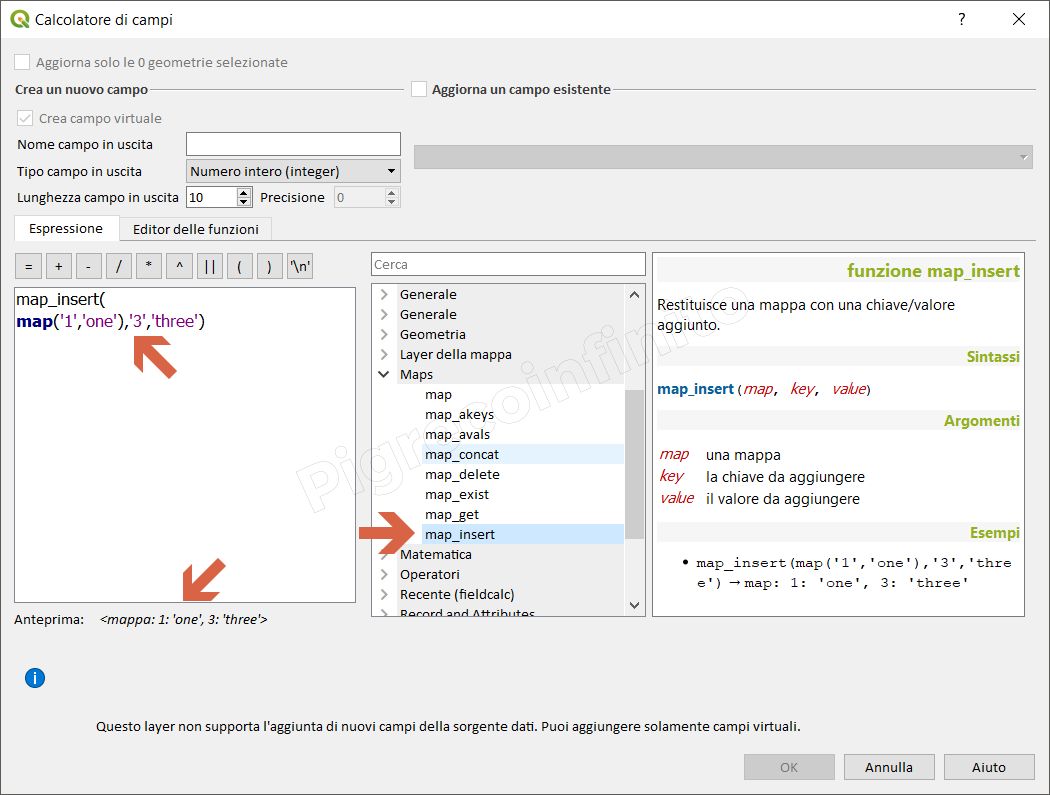 Calcolatore di campi
?
Aggiorna solo le 0 geometrie selezionate
Crea un nuovo campo
Aggiorna un campo esistente
Crea campo virtuale
Nome campo in uscita
Tipo campo in uscita
Numero intero (integer)
Lunghezza campo in uscita
10
Precisione
0
Espressione
Editor delle funzioni
=
+
-
/
*
^
||
(
)
'\n'
map_insert(
map('1','one'),'3','three')
Anteprima: <mappa: 1: 'one', 3: 'three'>
Cerca
Generale
Generale
Geometria
Layer della mappa
Maps
map
map_akeys
map_avals
map_concat
map_delete
map_exist
map_get
map_insert
Matematica
Operatori
Recente (fieldcalc)
Record and Attributes
funzione map_insert
Restituisce una mappa con una chiave/valore
aggiunto.
Sintassi
map_insert(map, key, value)
Argomenti
map una mappa
key la chiave da aggiungere
value il valore da aggiungere
Esempi
• map_insert(map('1','one'),'3','thre
e') → map: 1: 'one', 3: 'three'
Pigrecoinfinito
i
Questo layer non supporta l'aggiunta di nuovi campi della sorgente dati. Puoi aggiungere solamente campi virtuali.
OK
Annulla
Aiuto